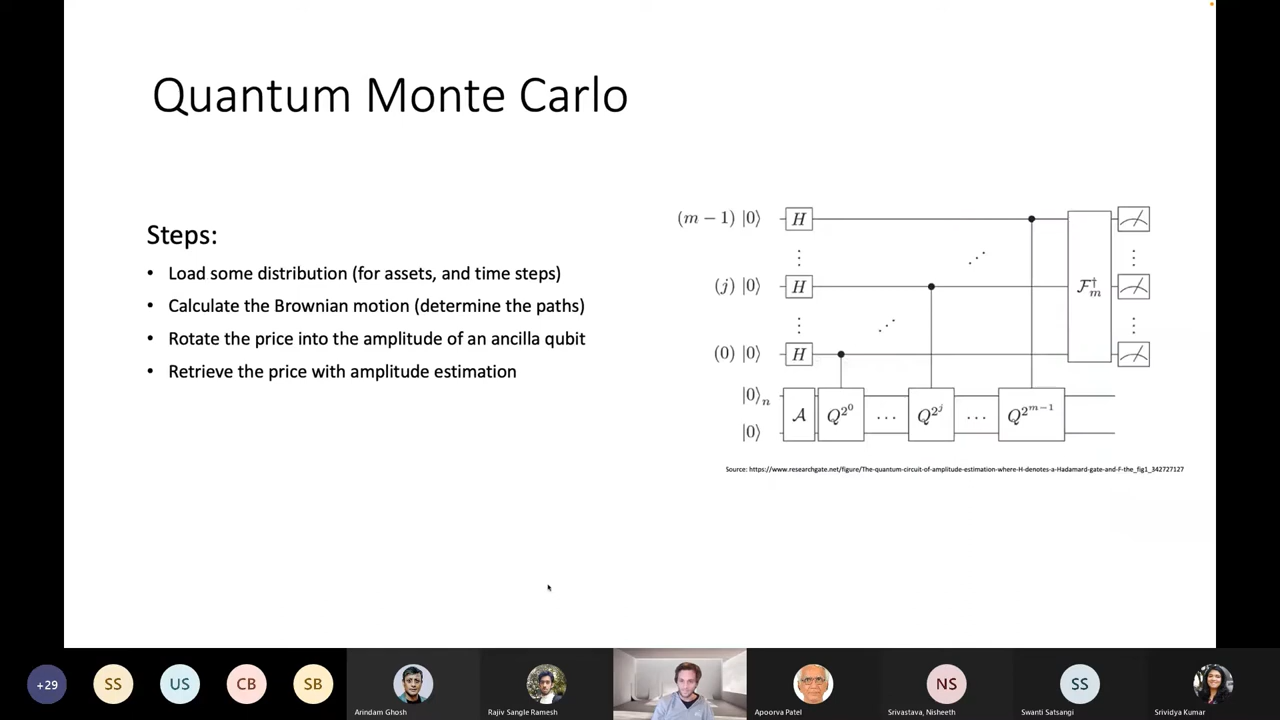 Quantum Monte Carlo
Steps:
• Load some distribution (for assets, and time steps)
• Calculate the Brownian motion (determine the paths)
• Rotate the price into the amplitude of an ancilla qubit
• Retrieve the price with amplitude estimation
(m − 1) |0⟩ H
⋮ ⋰ ⋮
(j) |0⟩ H F†m
⋮ ⋰ ⋮
(0) |0⟩ H
|0⟩n
A Q^2^0 ··· Q^2^j ··· Q^2^m−1
|0⟩
Source: https://www.researchgate.net/figure/The-quantum-circuit-of-amplitude-estimation-where-H-denotes-a-Hadamard-gate-and-F-the_fig1_342727127
+29 SS US CB SB NS SS
Arindam Ghosh Rajiv Sangle Ramesh Apoorva Patel Srivastava, Nisheeth Swanti Satsangi Srividya Kumar